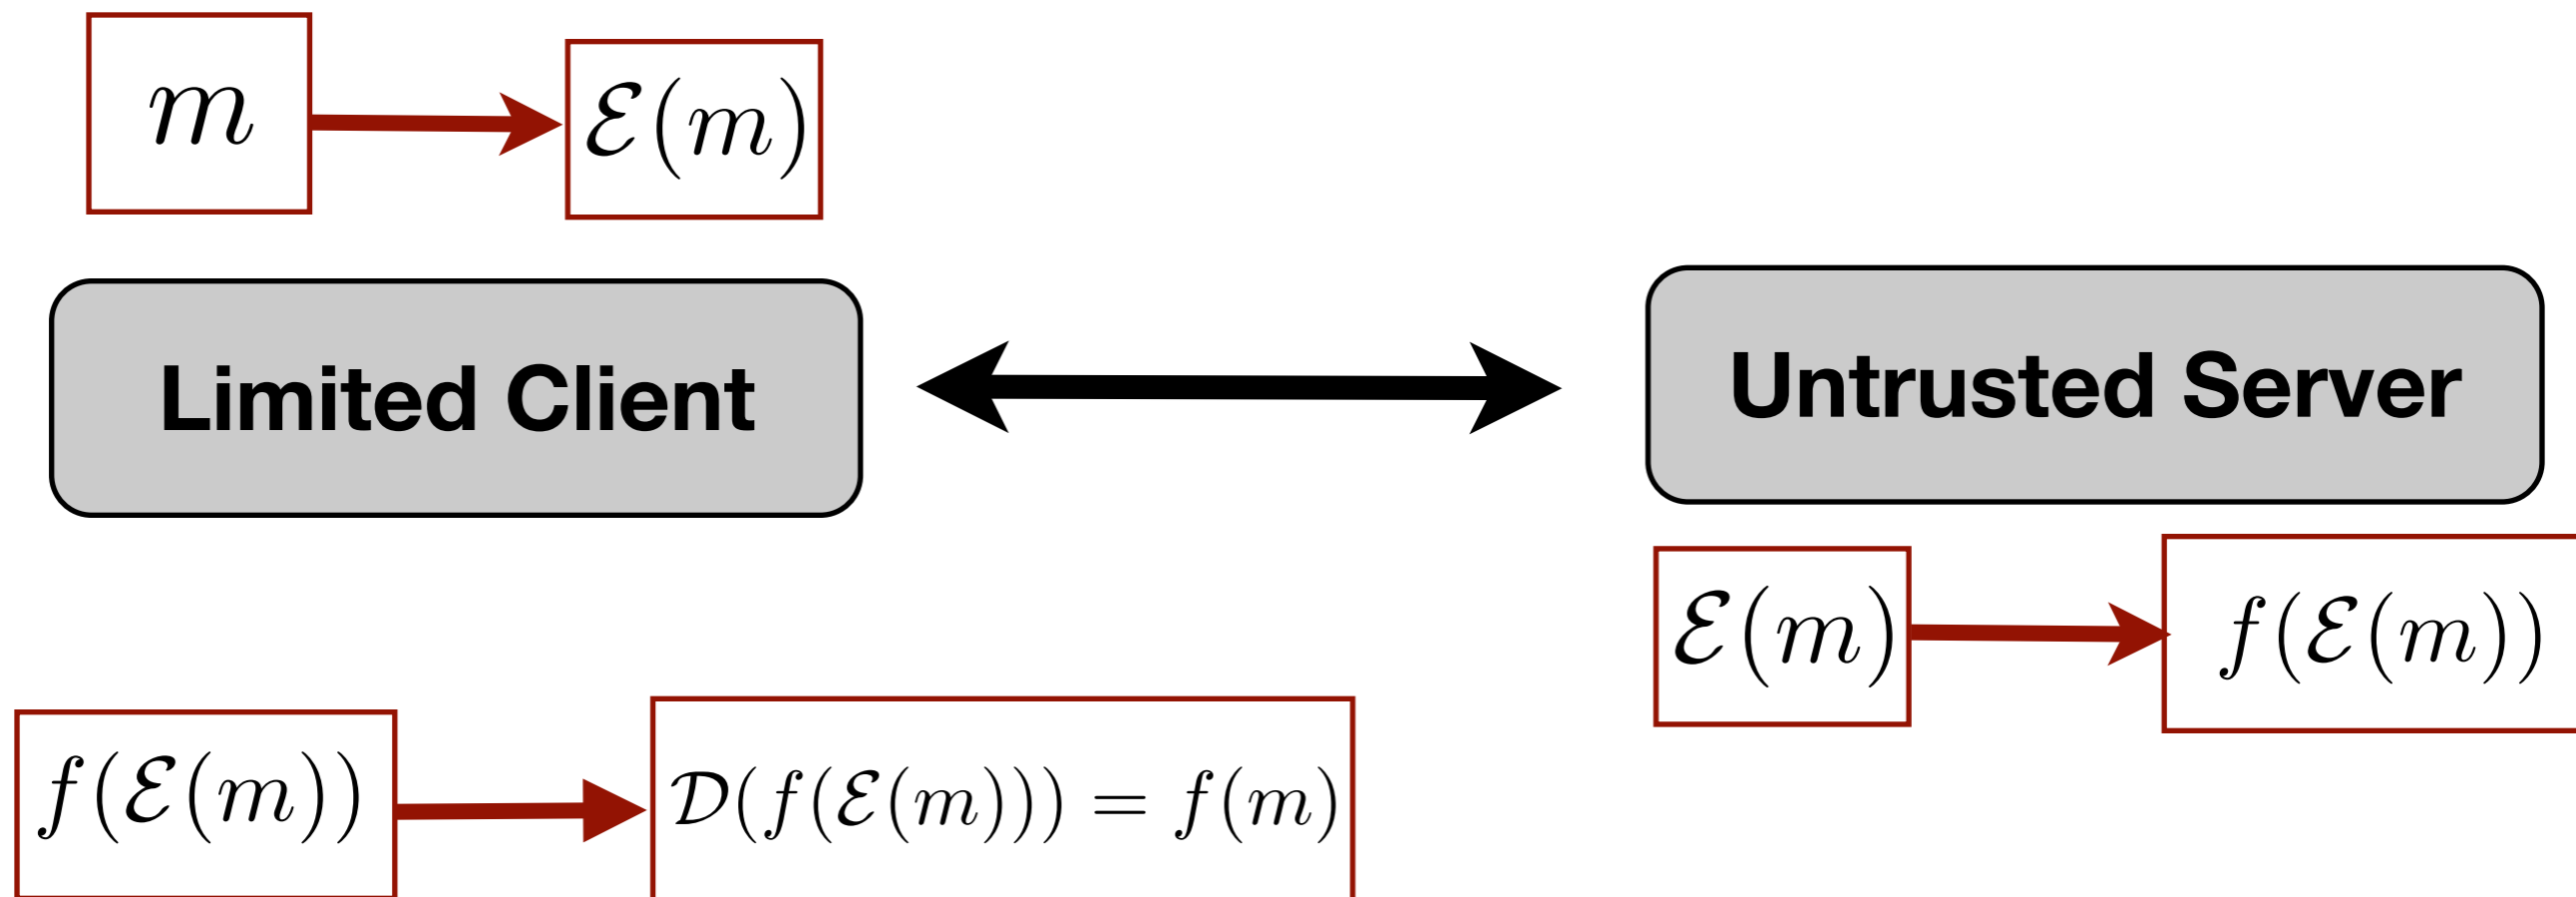 m
ℰ(m)
Limited Client
Untrusted Server
ℰ(m)
f(ℰ(m))
f(ℰ(m))
𝒟(f(ℰ(m))) = f(m)